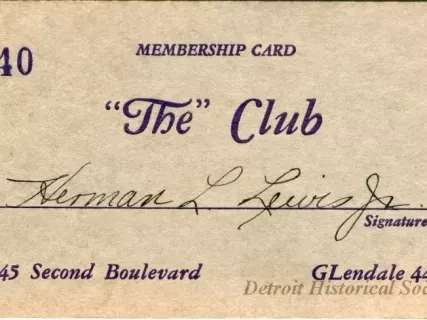 40
MEMBERSHIP CARD
"The" Club
Herman L. Lewis Jr.
Signature
45 Second Boulevard GLendale 44
Detroit Historical Soc